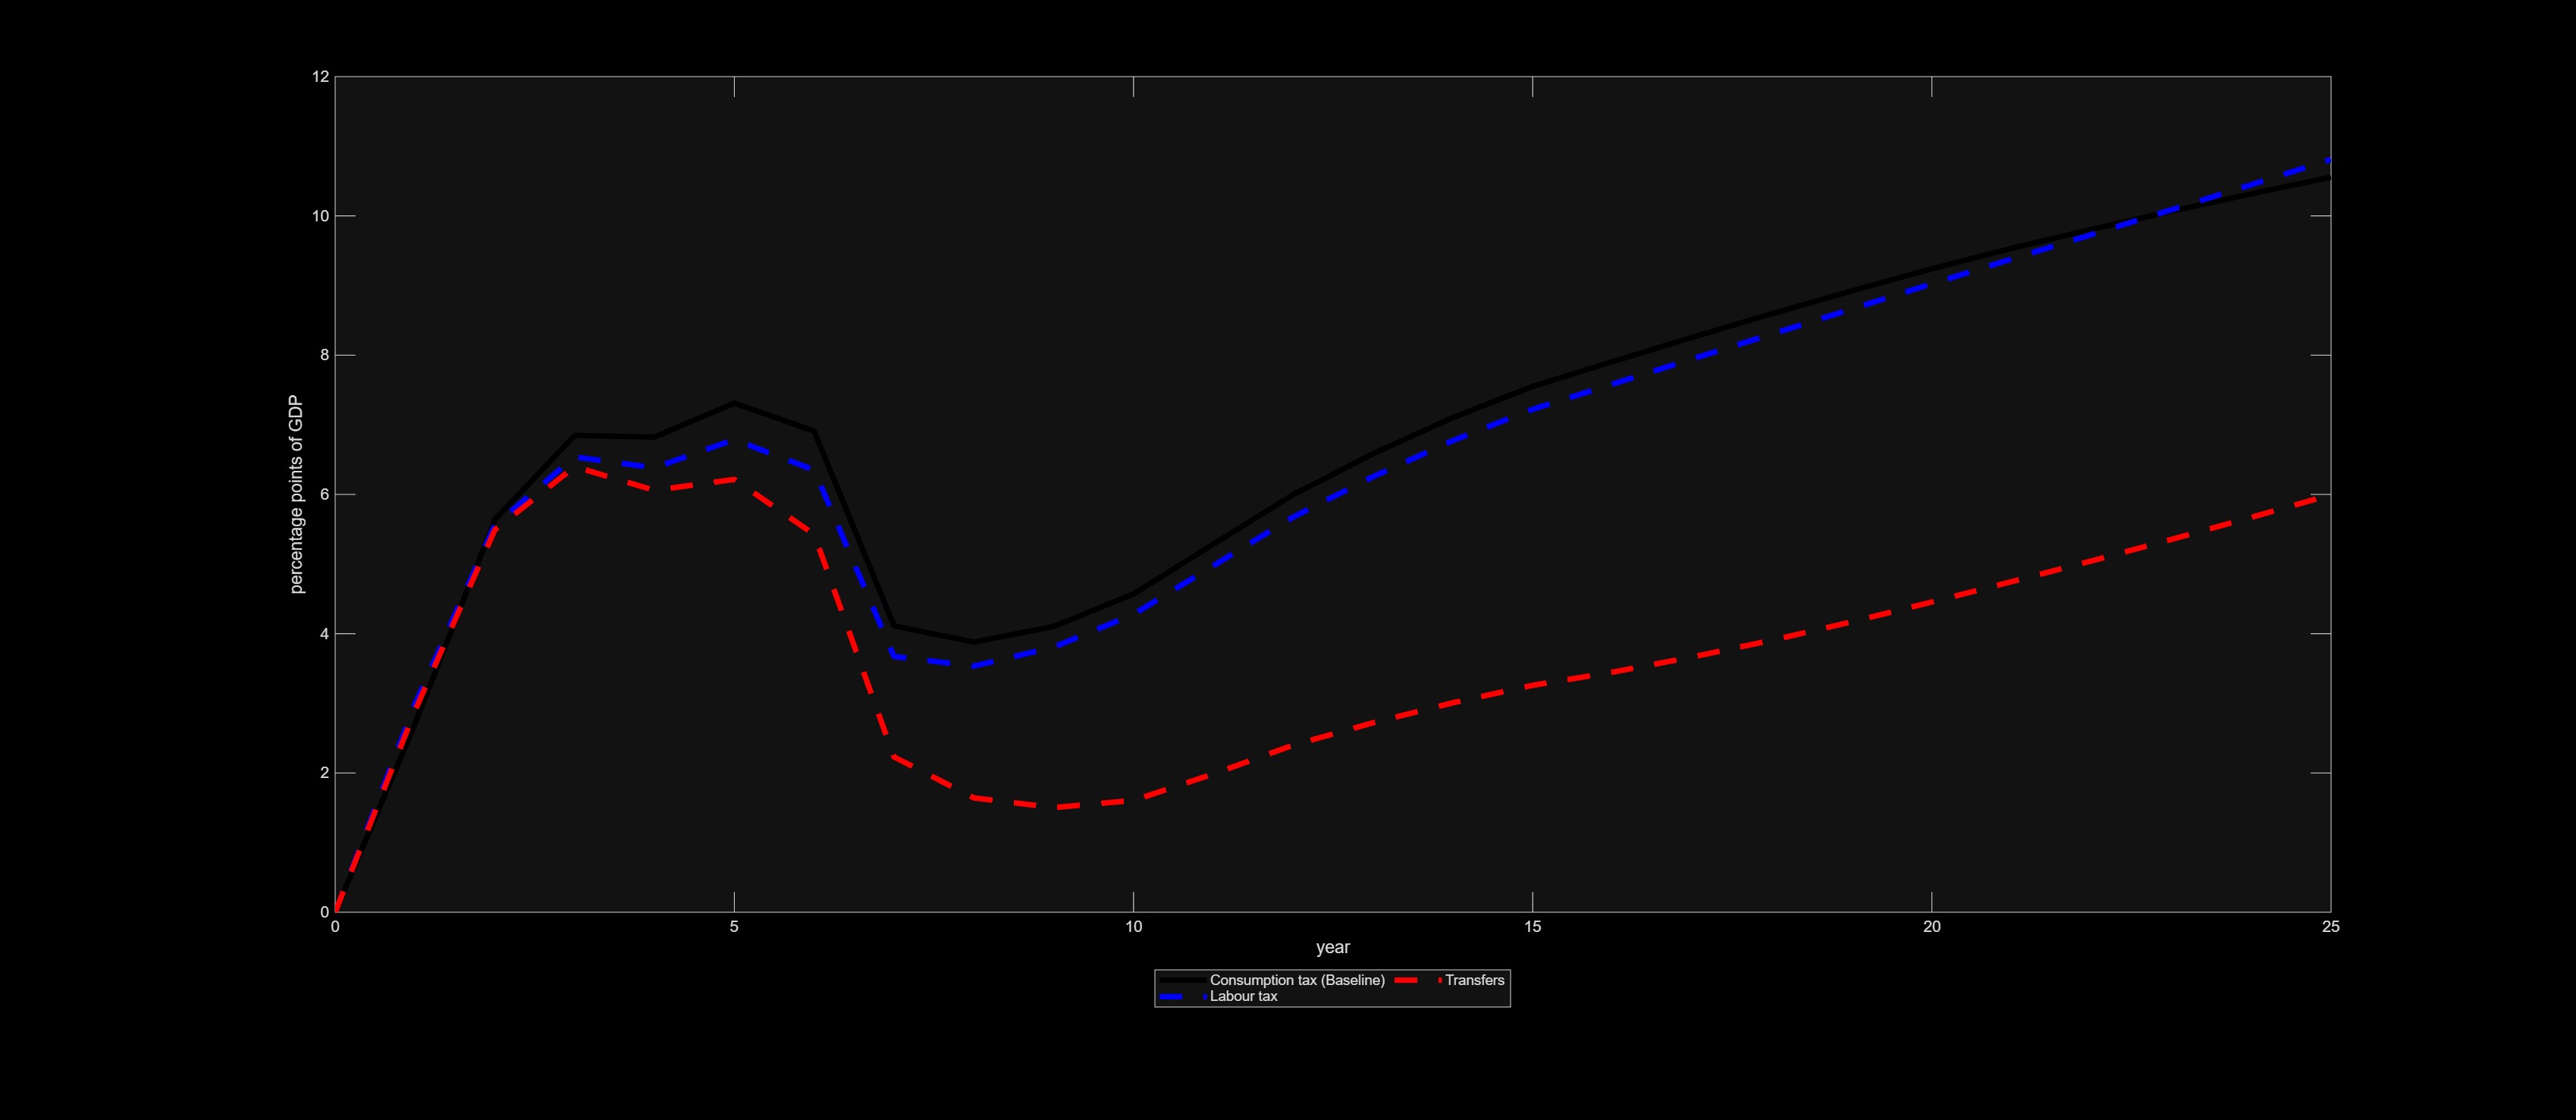 12
10
8
6
4
2
0
percentage points of GDP
0 5 10 15 20 25
year
Consumption tax (Baseline) Transfers
Labour tax